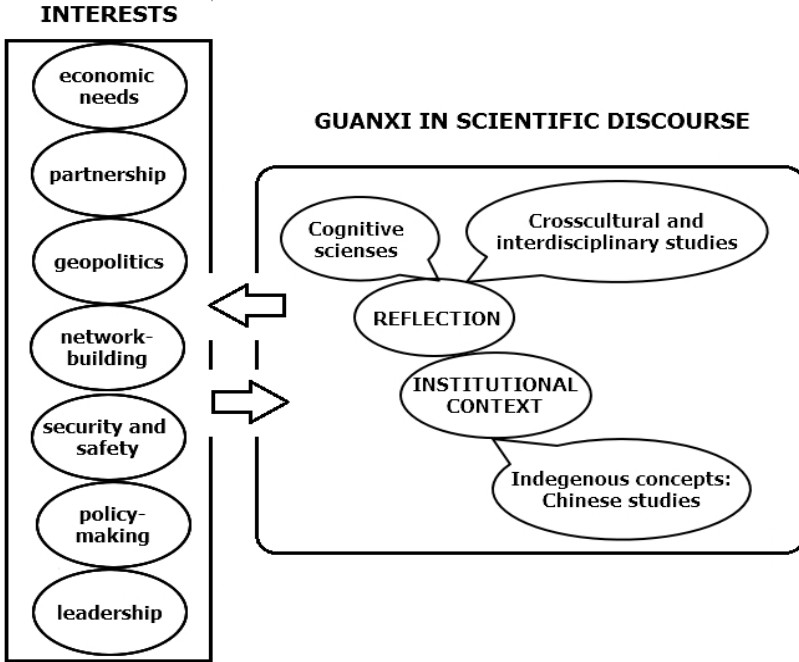 INTERESTS
economic
needs
partnership
geopolitics
network-
building
security and
safety
policy-
making
leadership
GUANXI IN SCIENTIFIC DISCOURSE
Cognitive
scienses
Crosscultural and
interdisciplinary studies
REFLECTION
INSTITUTIONAL
CONTEXT
Indegenous concepts:
Chinese studies